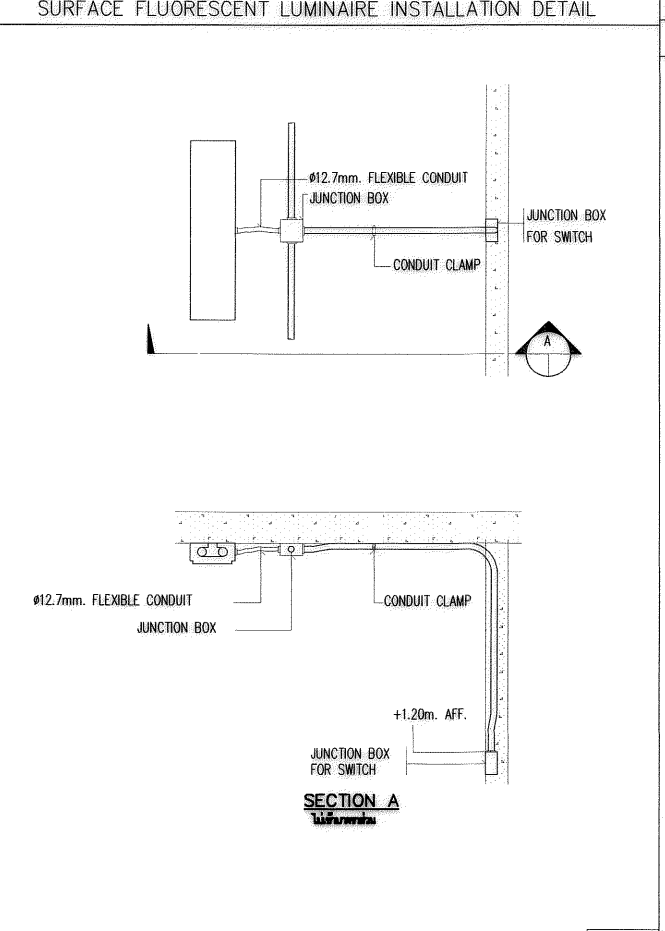 SURFACE FLUORESCENT LUMINAIRE INSTALLATION DETAIL
ø12.7mm. FLEXIBLE CONDUIT
JUNCTION BOX
JUNCTION BOX
FOR SWITCH
CONDUIT CLAMP
A
ø12.7mm. FLEXIBLE CONDUIT
CONDUIT CLAMP
JUNCTION BOX
+1.20m. AFF.
JUNCTION BOX
FOR SWITCH
SECTION A